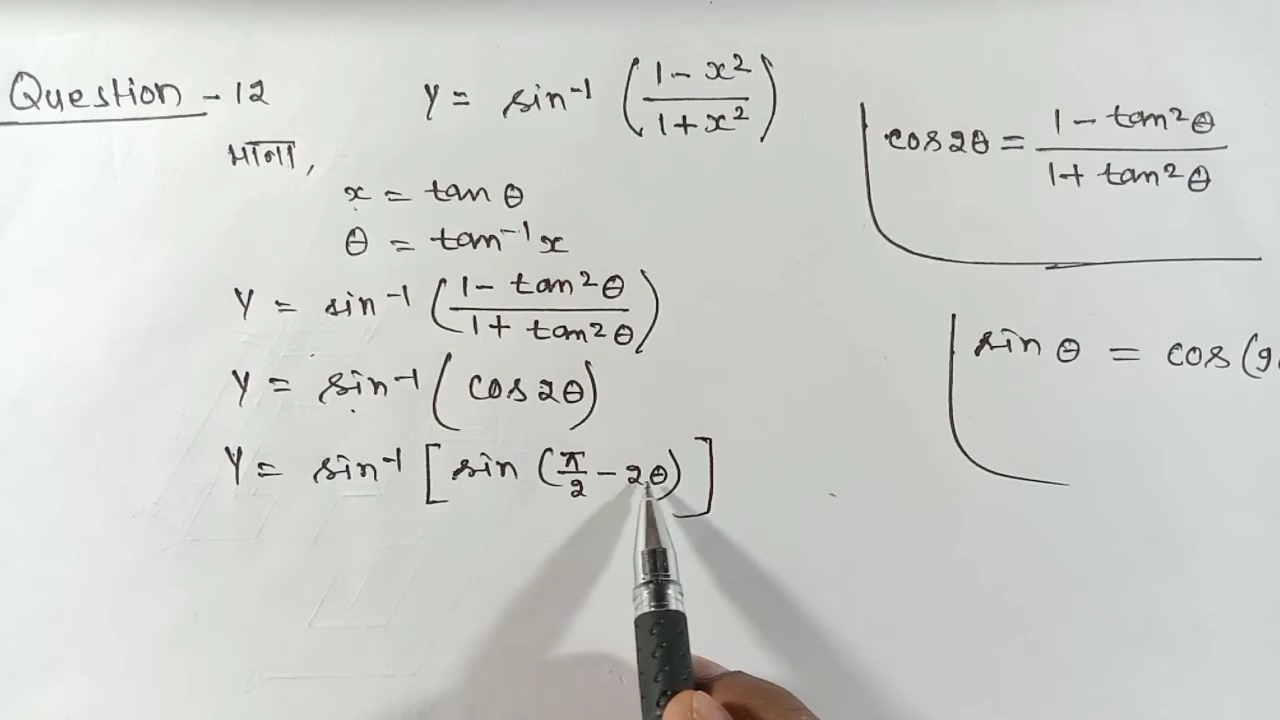 Question - 12
y = sin⁻¹ ((1 - x²)/(1 + x²))
माना,
x = tan θ
θ = tan⁻¹ x
y = sin⁻¹ ((1 - tan²θ)/(1 + tan²θ))
y = sin⁻¹ (cos 2θ)
y = sin⁻¹ [sin (π/2 - 2θ)]
cos 2θ = (1 - tan²θ)/(1 + tan²θ)
sin θ = cos (9